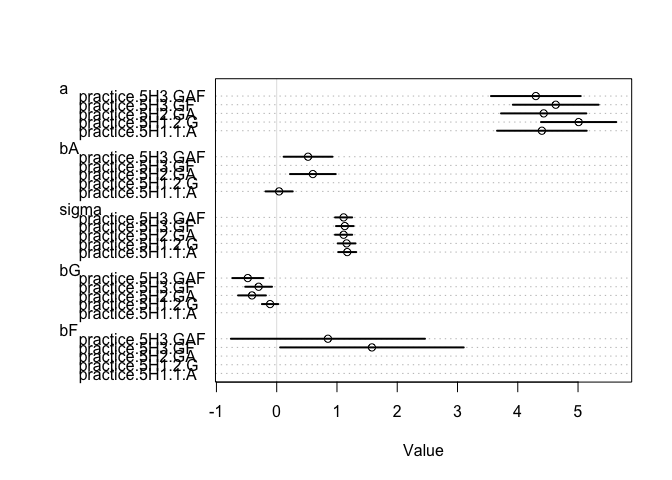 a
practice.5H3.GAF
practice.5H3.GF
practice.5H2.GA
practice.5H1.2.G
practice.5H1.1.A
bA
practice.5H3.GAF
practice.5H3.GF
practice.5H2.GA
practice.5H1.2.G
practice.5H1.1.A
sigma
practice.5H3.GAF
practice.5H3.GF
practice.5H2.GA
practice.5H1.2.G
practice.5H1.1.A
bG
practice.5H3.GAF
practice.5H3.GF
practice.5H2.GA
practice.5H1.2.G
practice.5H1.1.A
bF
practice.5H3.GAF
practice.5H3.GF
practice.5H2.GA
practice.5H1.2.G
practice.5H1.1.A
-1 0 1 2 3 4 5
Value